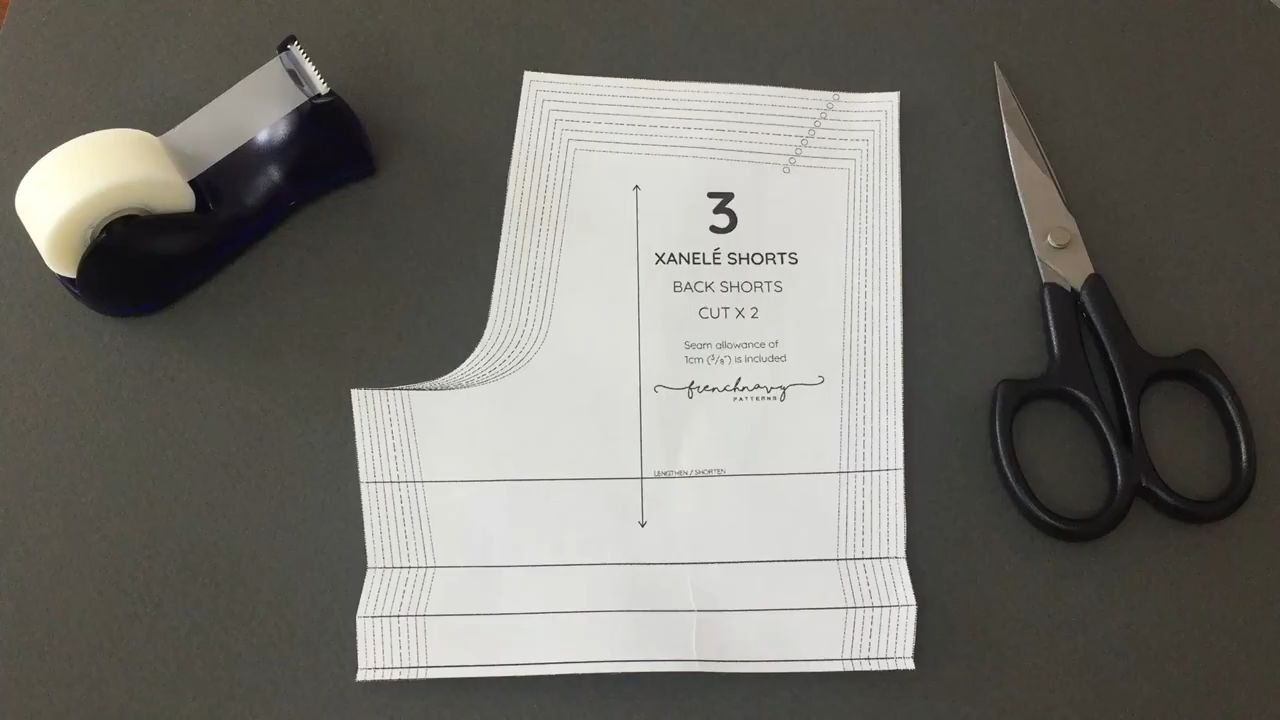 3
XANELÉ SHORTS
BACK SHORTS
CUT X 2
Seam allowance of
1cm (3/8") is included
frenchnavy
PATTERNS
LENGTHEN / SHORTEN